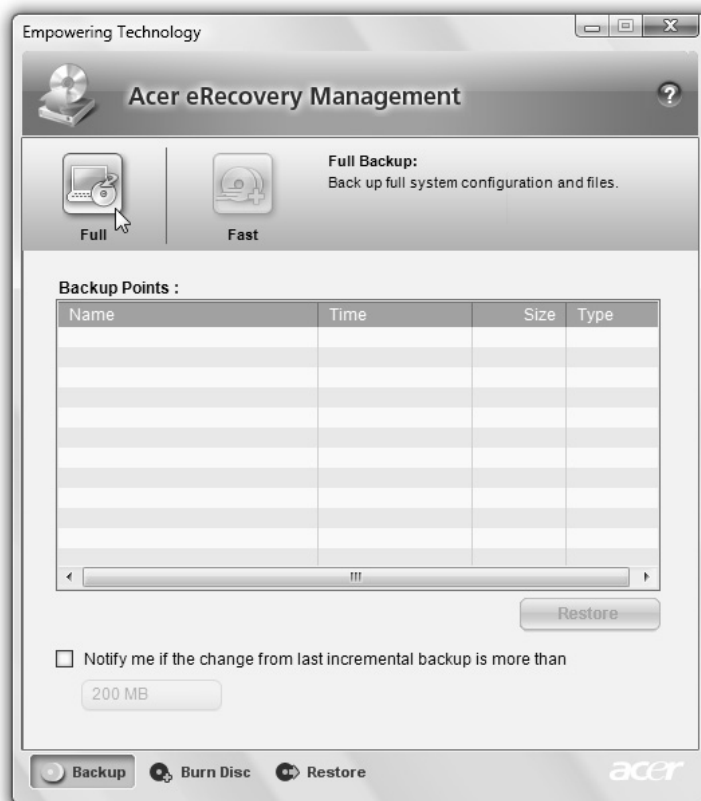 Empowering Technology
Acer eRecovery Management
?
Full Backup:
Back up full system configuration and files.
Full
Fast
Backup Points :
Name Time Size Type
Restore
Notify me if the change from last incremental backup is more than
200 MB
Backup Burn Disc Restore
acer